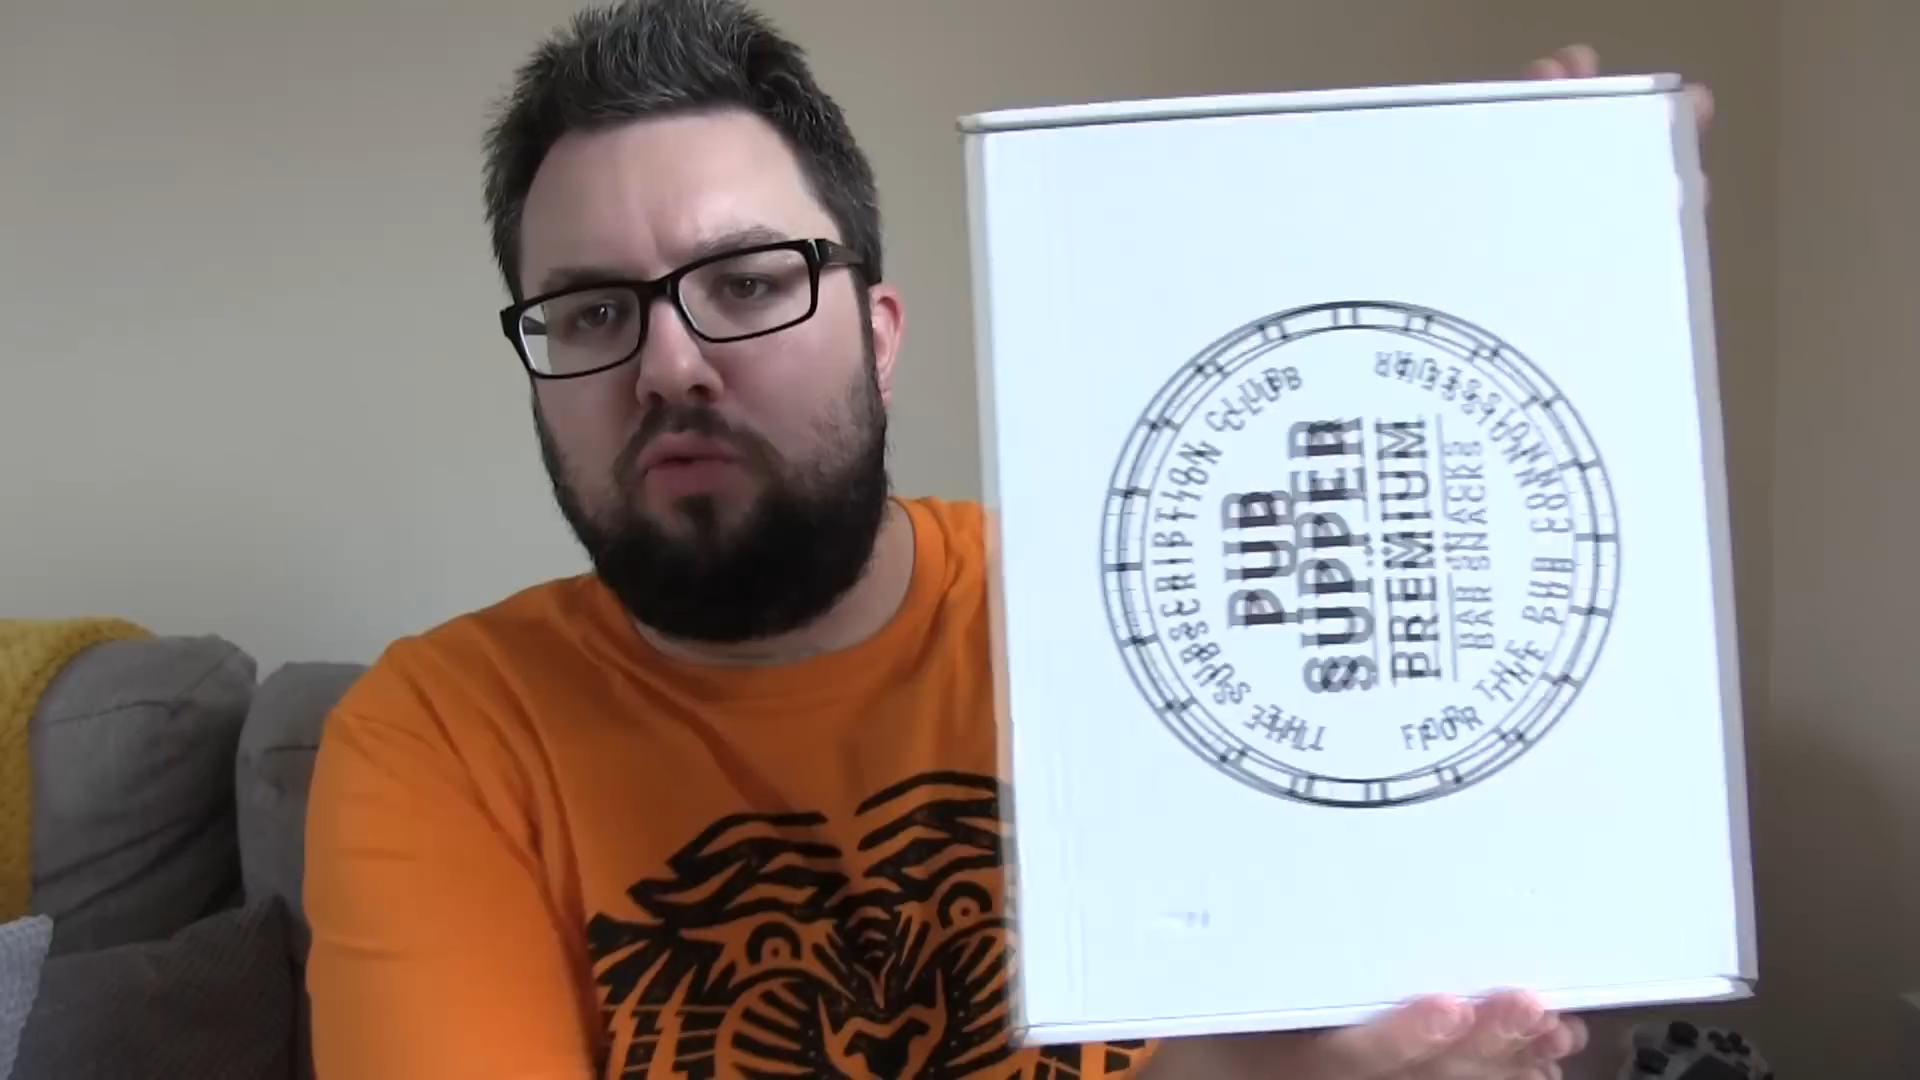 THE SUBSCRIPTION CLUB
PUB
SUPPER
PREMIUM
BAR SNACKS
FOR THE PUB CONNOISSEUR